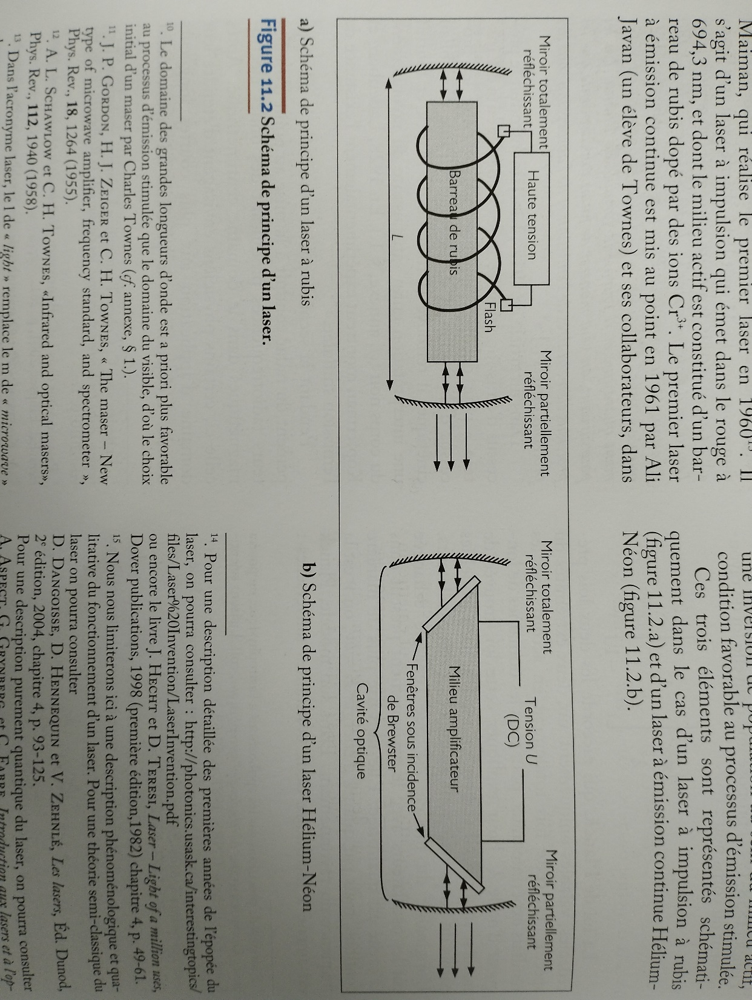 Maiman, qui réalise le premier laser en 1960¹³. Il
s'agit d'un laser à impulsion qui émet dans le rouge à
694,3 nm, et dont le milieu actif est constitué d'un bar-
reau de rubis dopé par des ions Cr³⁺. Le premier laser
à émission continue est mis au point en 1961 par Ali
Javan (un élève de Townes) et ses collaborateurs, dans
une inversion de population au sein du milieu actif,
condition favorable au processus d'émission stimulée.
Ces trois éléments sont représentés schémati-
quement dans le cas d'un laser à impulsion à rubis
(figure 11.2.a) et d'un laser à émission continue Hélium-
Néon (figure 11.2.b).
Miroir totalement
réfléchissant
Haute tension
Miroir partiellement
réfléchissant
Flash
Barreau de rubis
L
Miroir totalement
réfléchissant
Tension U
(DC)
Miroir partiellement
réfléchissant
Milieu amplificateur
Fenêtres sous incidence
de Brewster
Cavité optique
a) Schéma de principe d'un laser à rubis
b) Schéma de principe d'un laser Hélium-Néon
Figure 11.2 Schéma de principe d'un laser.
¹⁰. Le domaine des grandes longueurs d'onde est a priori plus favorable
au processus d'émission stimulée que le domaine du visible, d'où le choix
initial d'un maser par Charles Townes (cf. annexe, § 1.).
¹¹. J. P. GORDON, H. J. ZEIGER et C. H. TOWNES, « The maser – New
type of microwave amplifier, frequency standard, and spectrometer »,
Phys. Rev., 18, 1264 (1955).
¹². A. L. SCHAWLOW et C. H. TOWNES, «Infrared and optical masers»,
Phys. Rev., 112, 1940 (1958).
¹³. Dans l'acronyme laser, le l de « light » remplace le m de « microwave »
¹⁴. Pour une description détaillée des premières années de l'épopée du
laser, on pourra consulter : http://photonics.usask.ca/interestingtopics/
files/Laser%20Invention/LaserInvention.pdf
ou encore le livre J. HECHT et D. TERESI, Laser – Light of a million uses,
Dover publications, 1998 (première édition,1982) chapitre 4, p. 49-61.
¹⁵. Nous nous limiterons ici à une description phénoménologique et qua-
litative du fonctionnement d'un laser. Pour une théorie semi-classique du
laser on pourra consulter
D. DANGOISSE, D. HENNEQUIN et V. ZEHNLÉ, Les lasers, Éd. Dunod,
2ᵉ édition, 2004, chapitre 4, p. 93-125.
Pour une description purement quantique du laser, on pourra consulter
A. ASPECT, G. GRYNBERG et C. FABRE, Introduction aux lasers et à l'op-